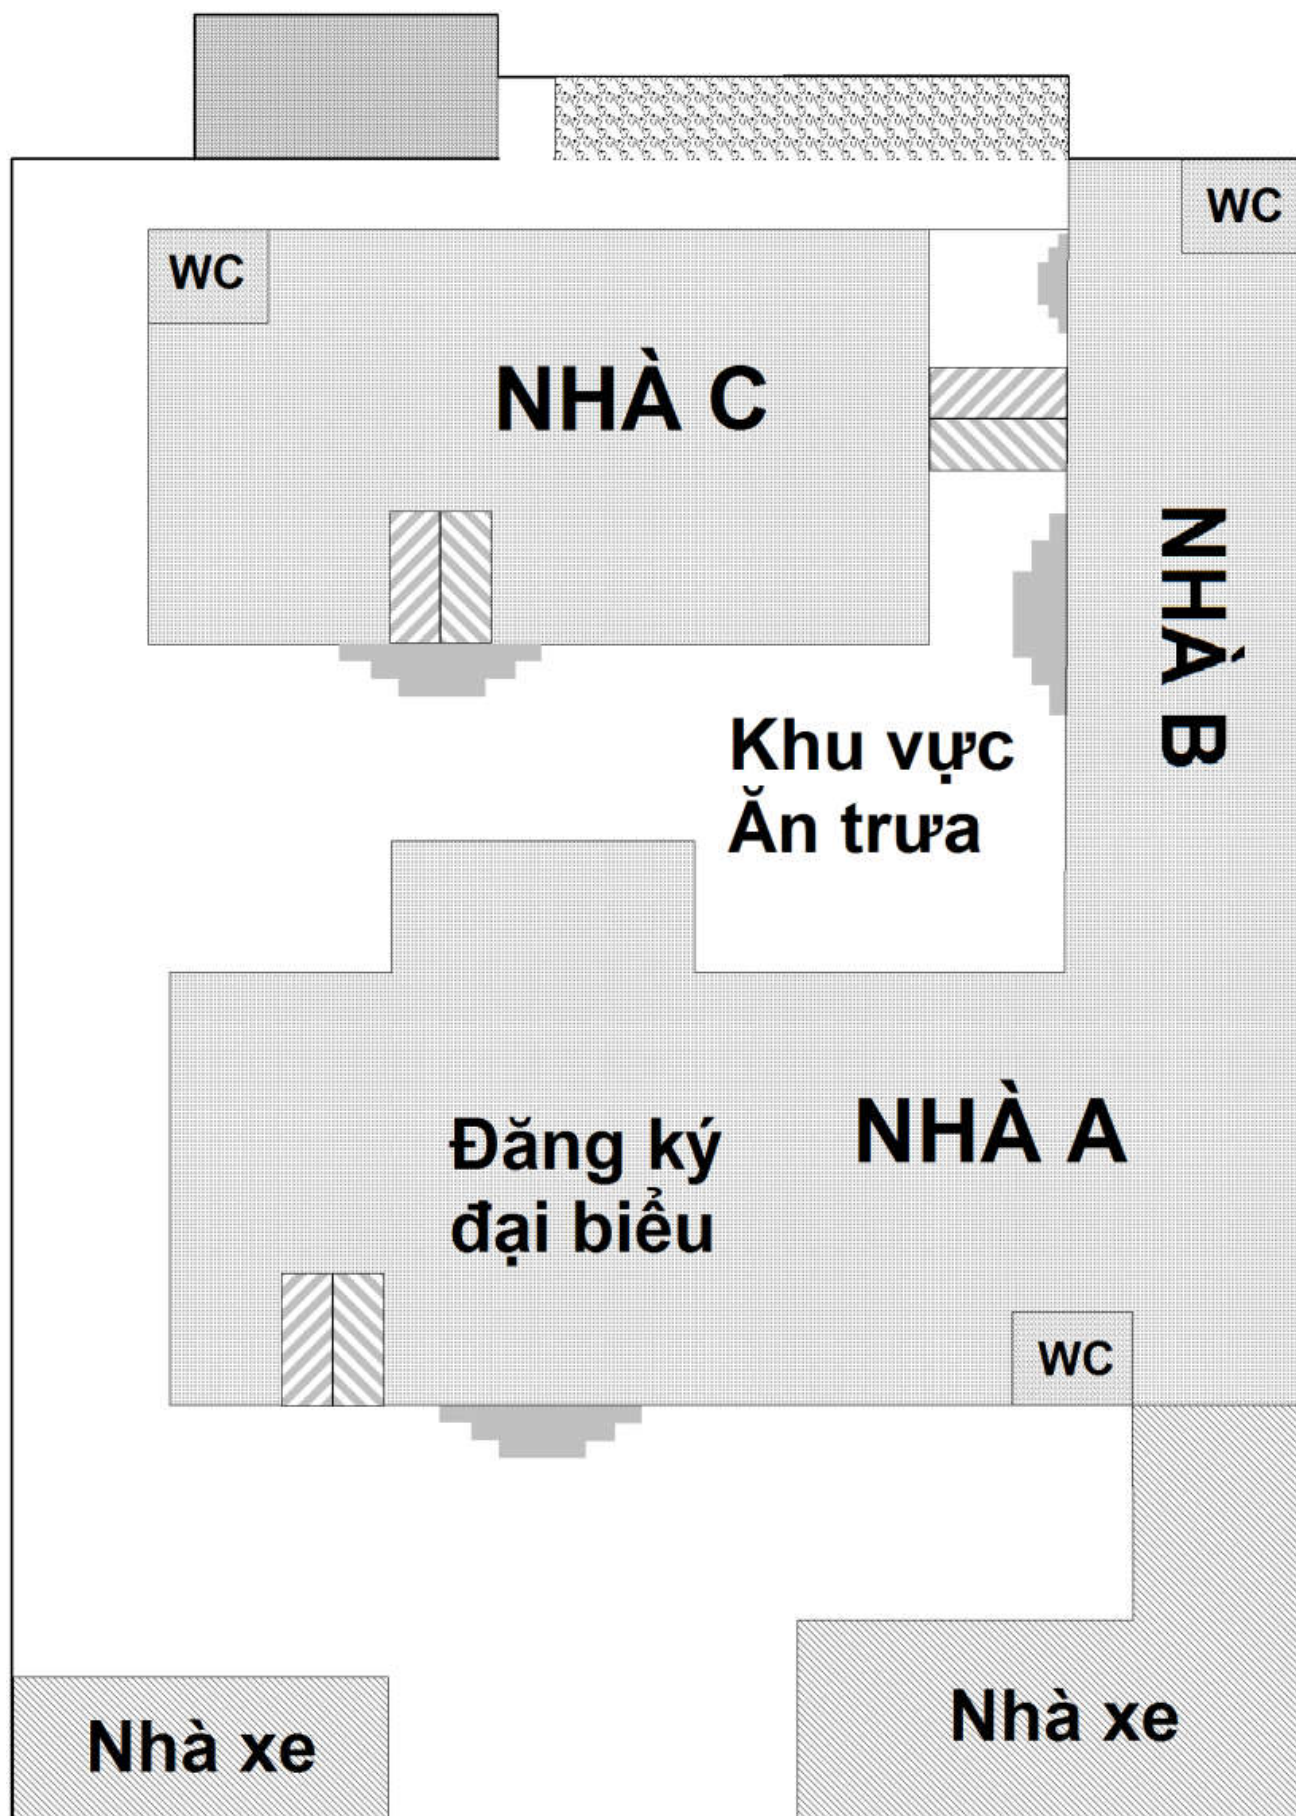 WC
WC
NHÀ C
NHÀ B
Khu vực
Ăn trưa
NHÀ A
Đăng ký
đại biểu
WC
Nhà xe
Nhà xe